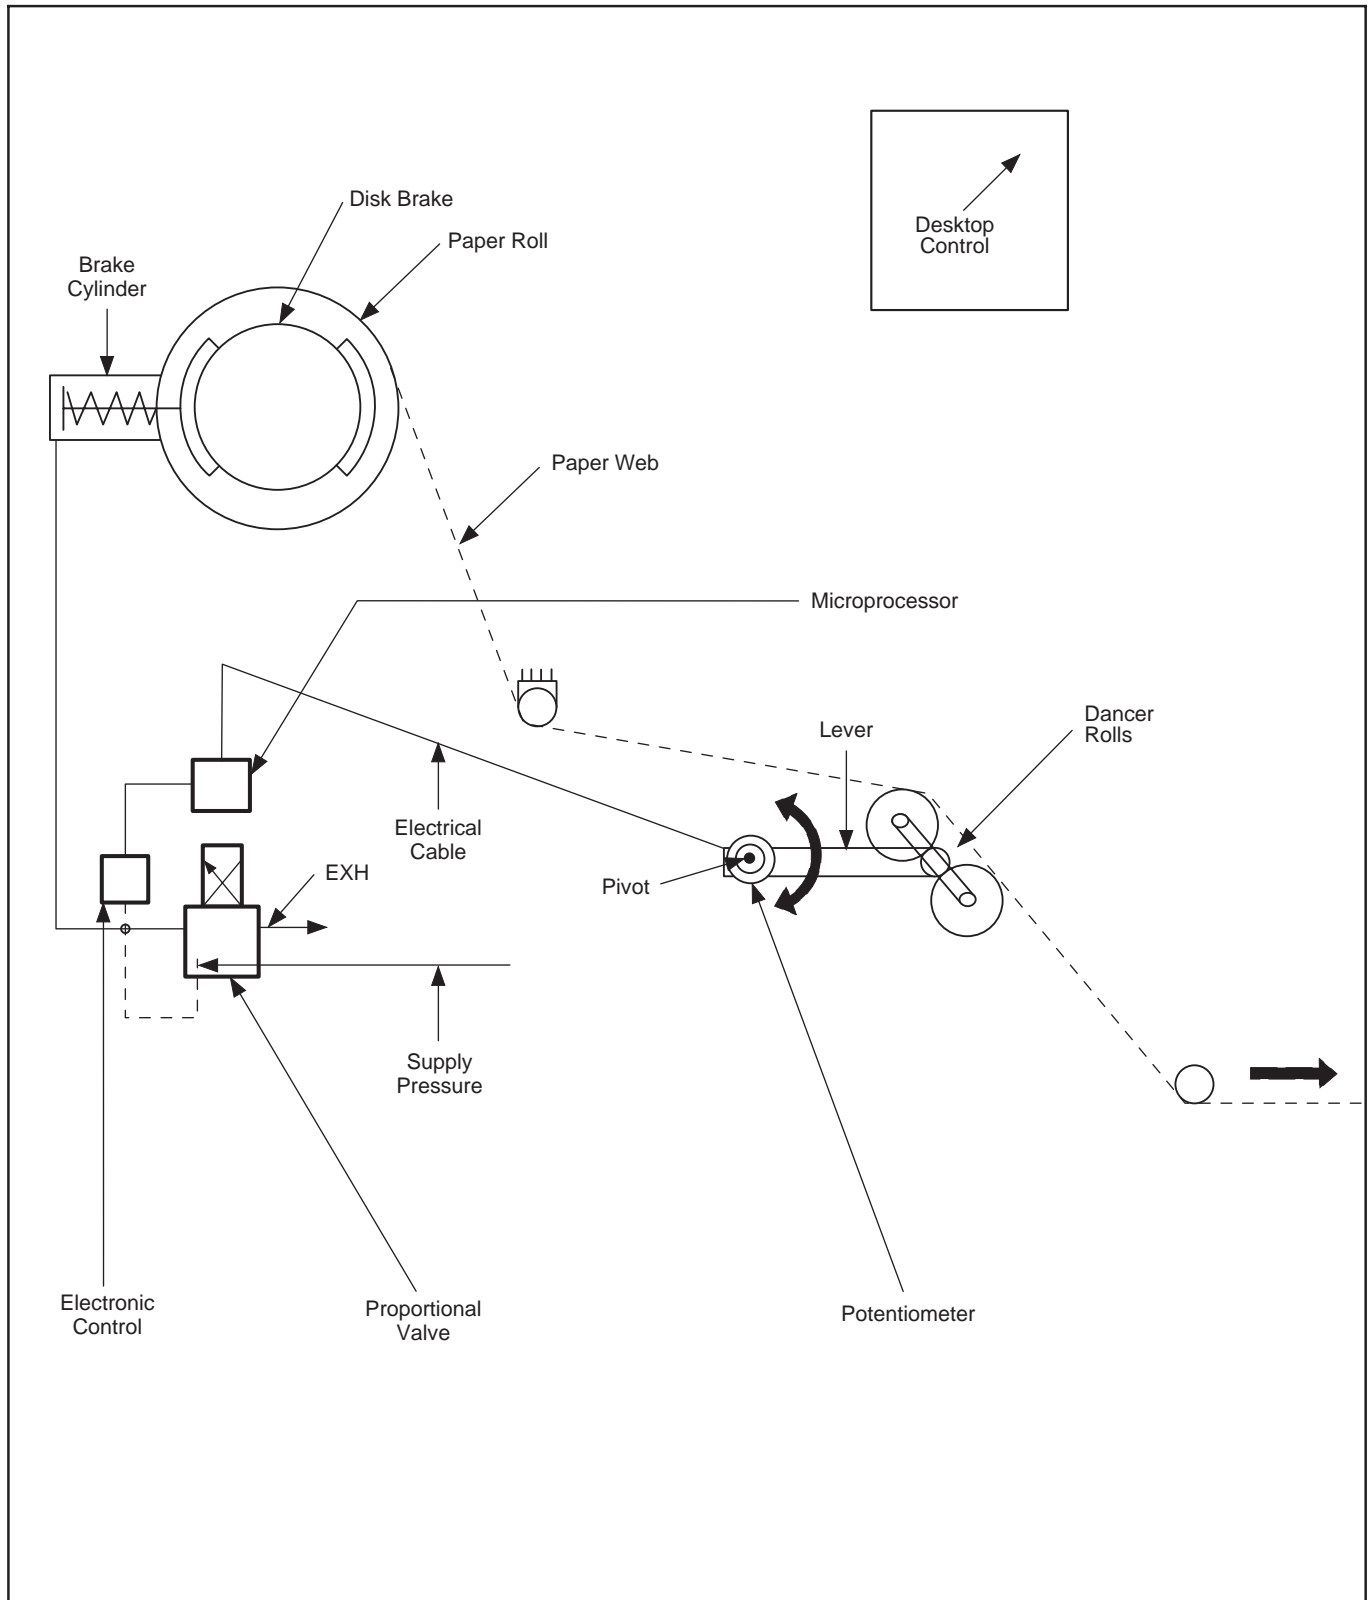 Disk Brake
Paper Roll
Brake
Cylinder
Desktop
Control
Paper Web
Microprocessor
Lever
Dancer
Rolls
Electrical
Cable
EXH
Pivot
Supply
Pressure
Electronic
Control
Proportional
Valve
Potentiometer